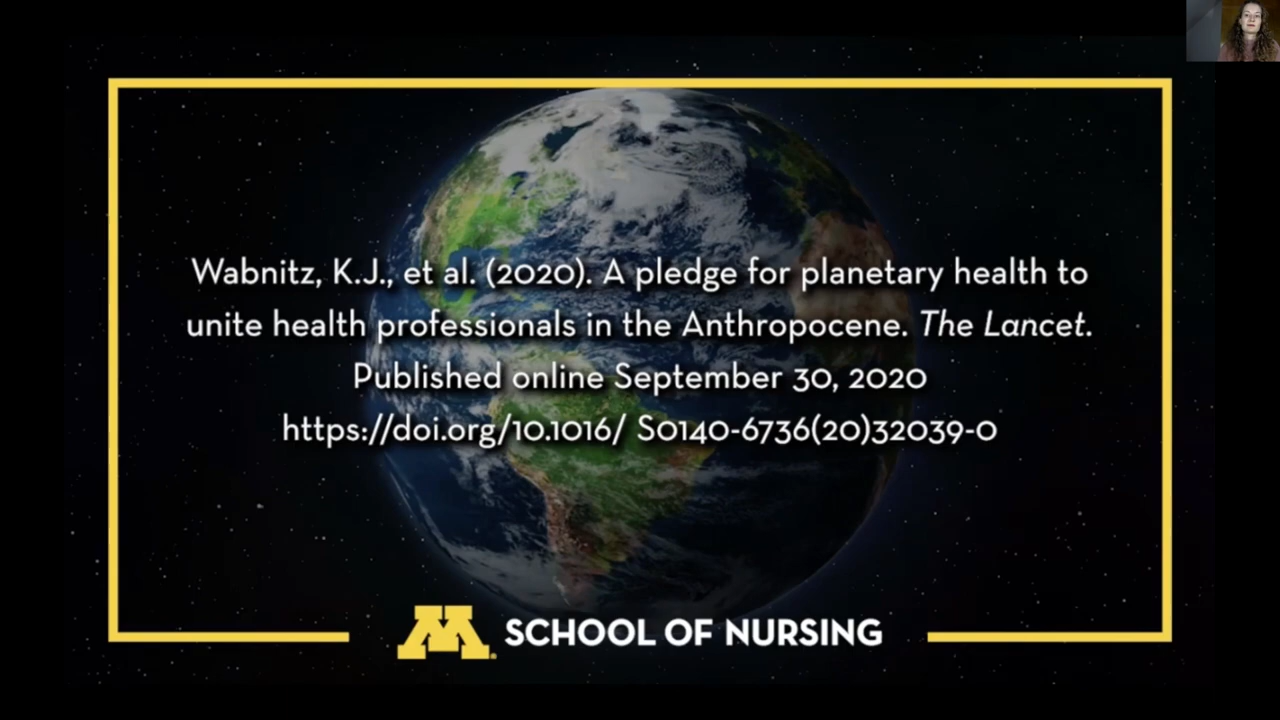 Wabnitz, K.J., et al. (2020). A pledge for planetary health to
unite health professionals in the Anthropocene. The Lancet.
Published online September 30, 2020
https://doi.org/10.1016/ S0140-6736(20)32039-0
M SCHOOL OF NURSING